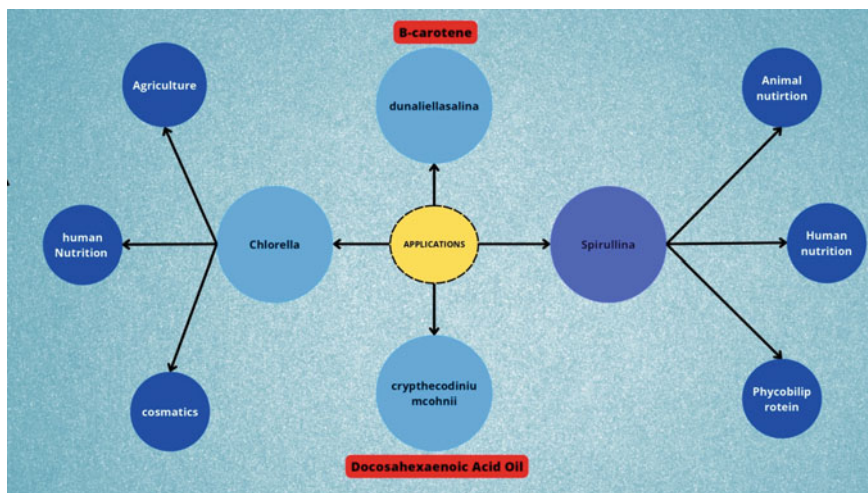 B-carotene
dunaliellasalina
Agriculture
Animal
nutirtion
human
Nutrition
Chlorella
APPLICATIONS
Spirullina
Human
nutrition
cosmatics
crypthecodiniu
mcohnii
Phycobilip
rotein
Docosahexaenoic Acid Oil